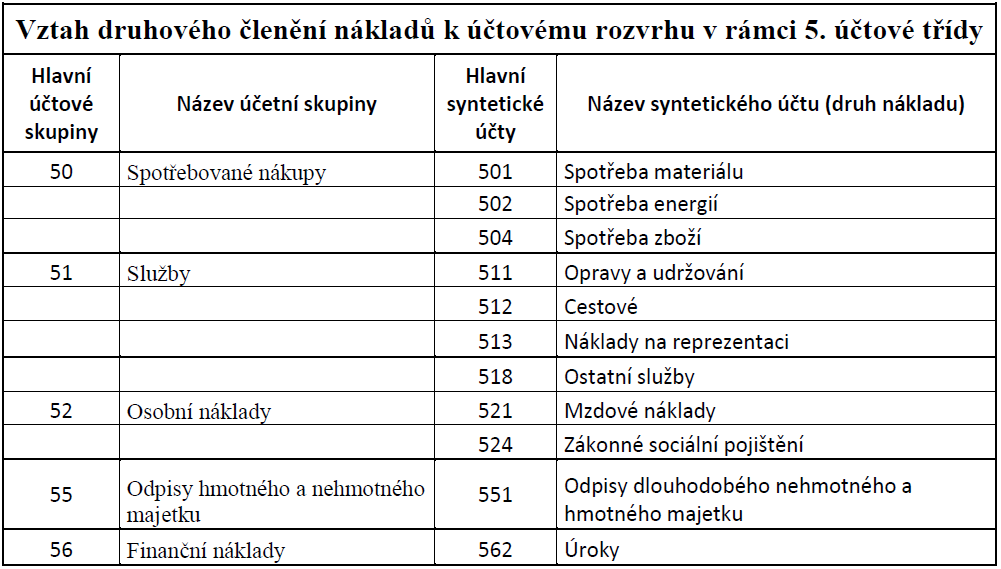 Vztah druhového členění nákladů k účtovému rozvrhu v rámci 5. účtové třídy
Hlavní účtové skupiny Název účetní skupiny Hlavní syntetické účty Název syntetického účtu (druh nákladu)
50 Spotřebované nákupy 501 Spotřeba materiálu
502 Spotřeba energií
504 Spotřeba zboží
51 Služby 511 Opravy a udržování
512 Cestové
513 Náklady na reprezentaci
518 Ostatní služby
52 Osobní náklady 521 Mzdové náklady
524 Zákonné sociální pojištění
55 Odpisy hmotného a nehmotného majetku 551 Odpisy dlouhodobého nehmotného a hmotného majetku
56 Finanční náklady 562 Úroky